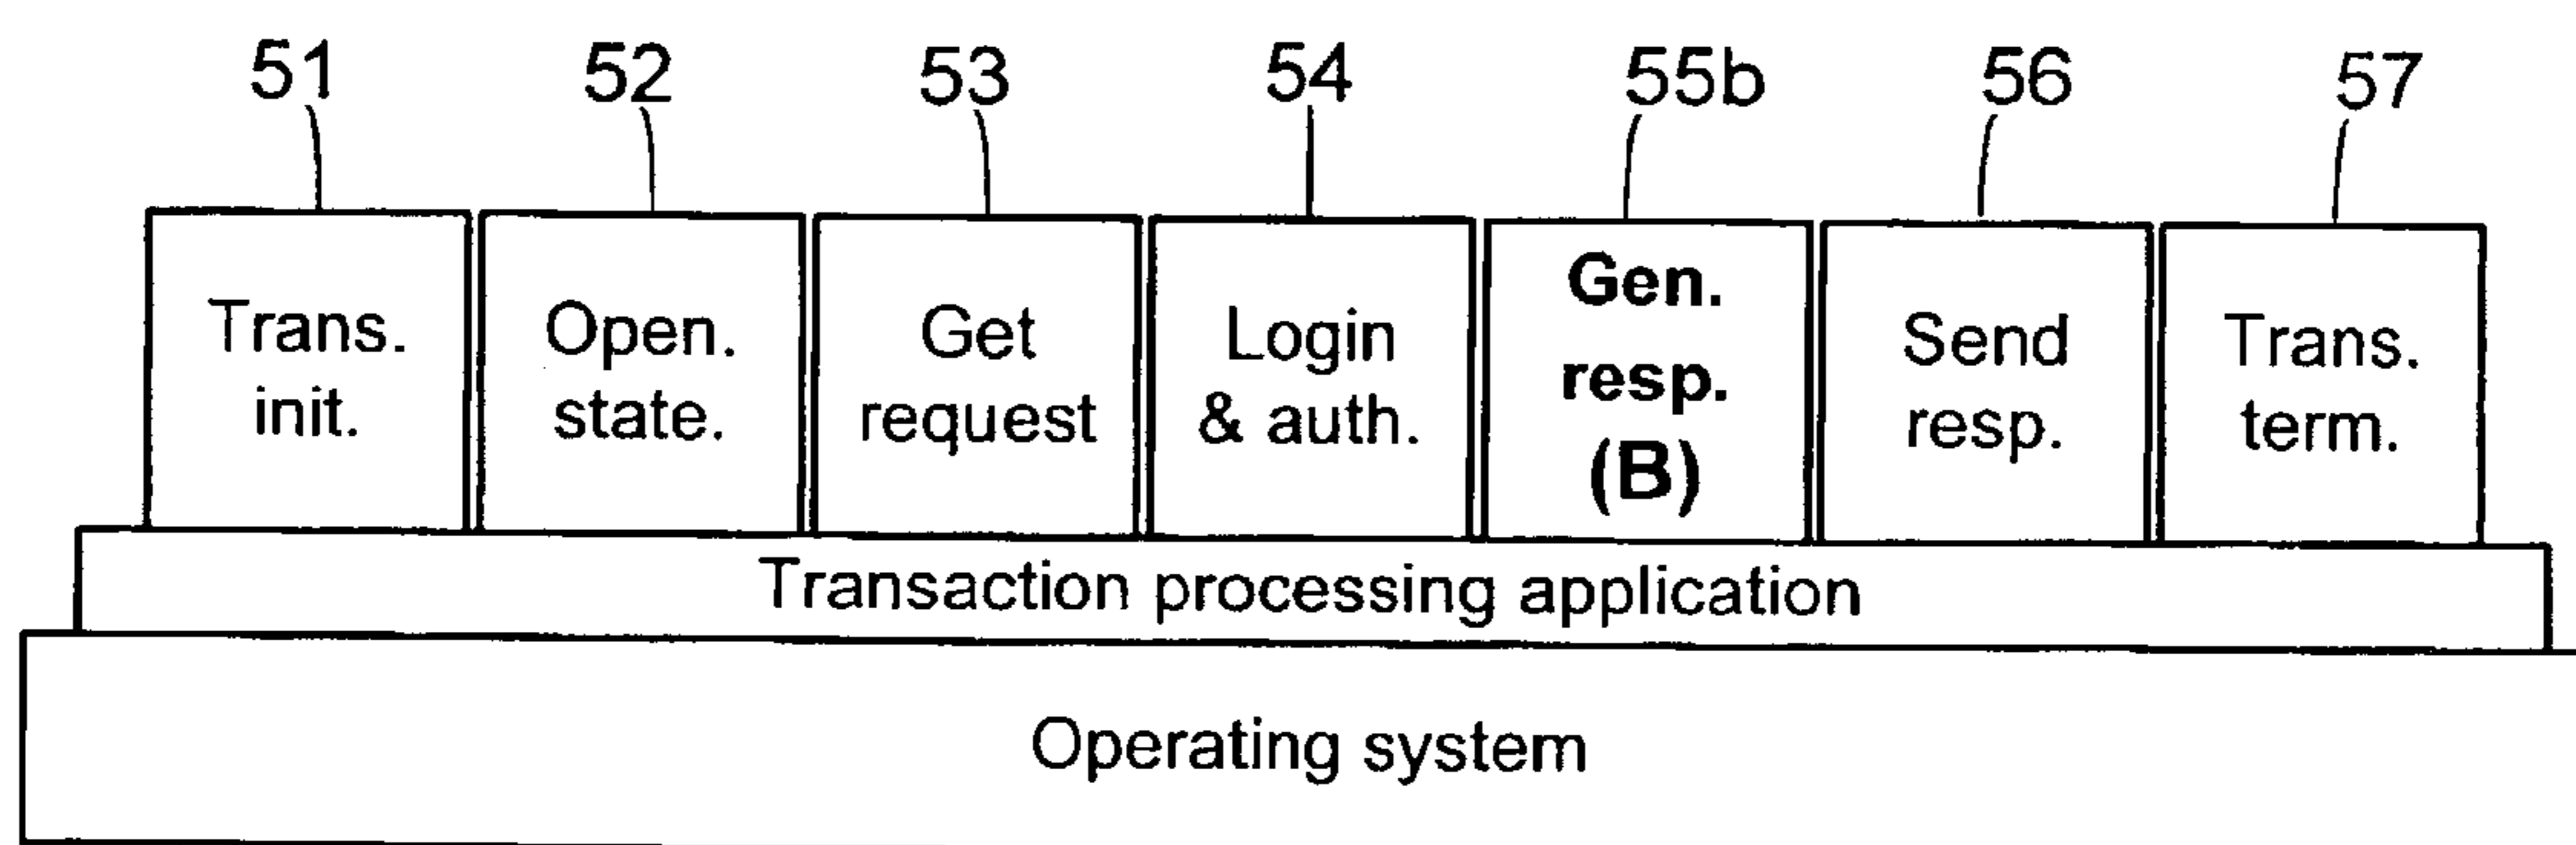 51 52 53 54 55b 56 57
Trans.
init.
Open.
state.
Get
request
Login
& auth.
Gen.
resp.
(B)
Send
resp.
Trans.
term.
Transaction processing application
Operating system